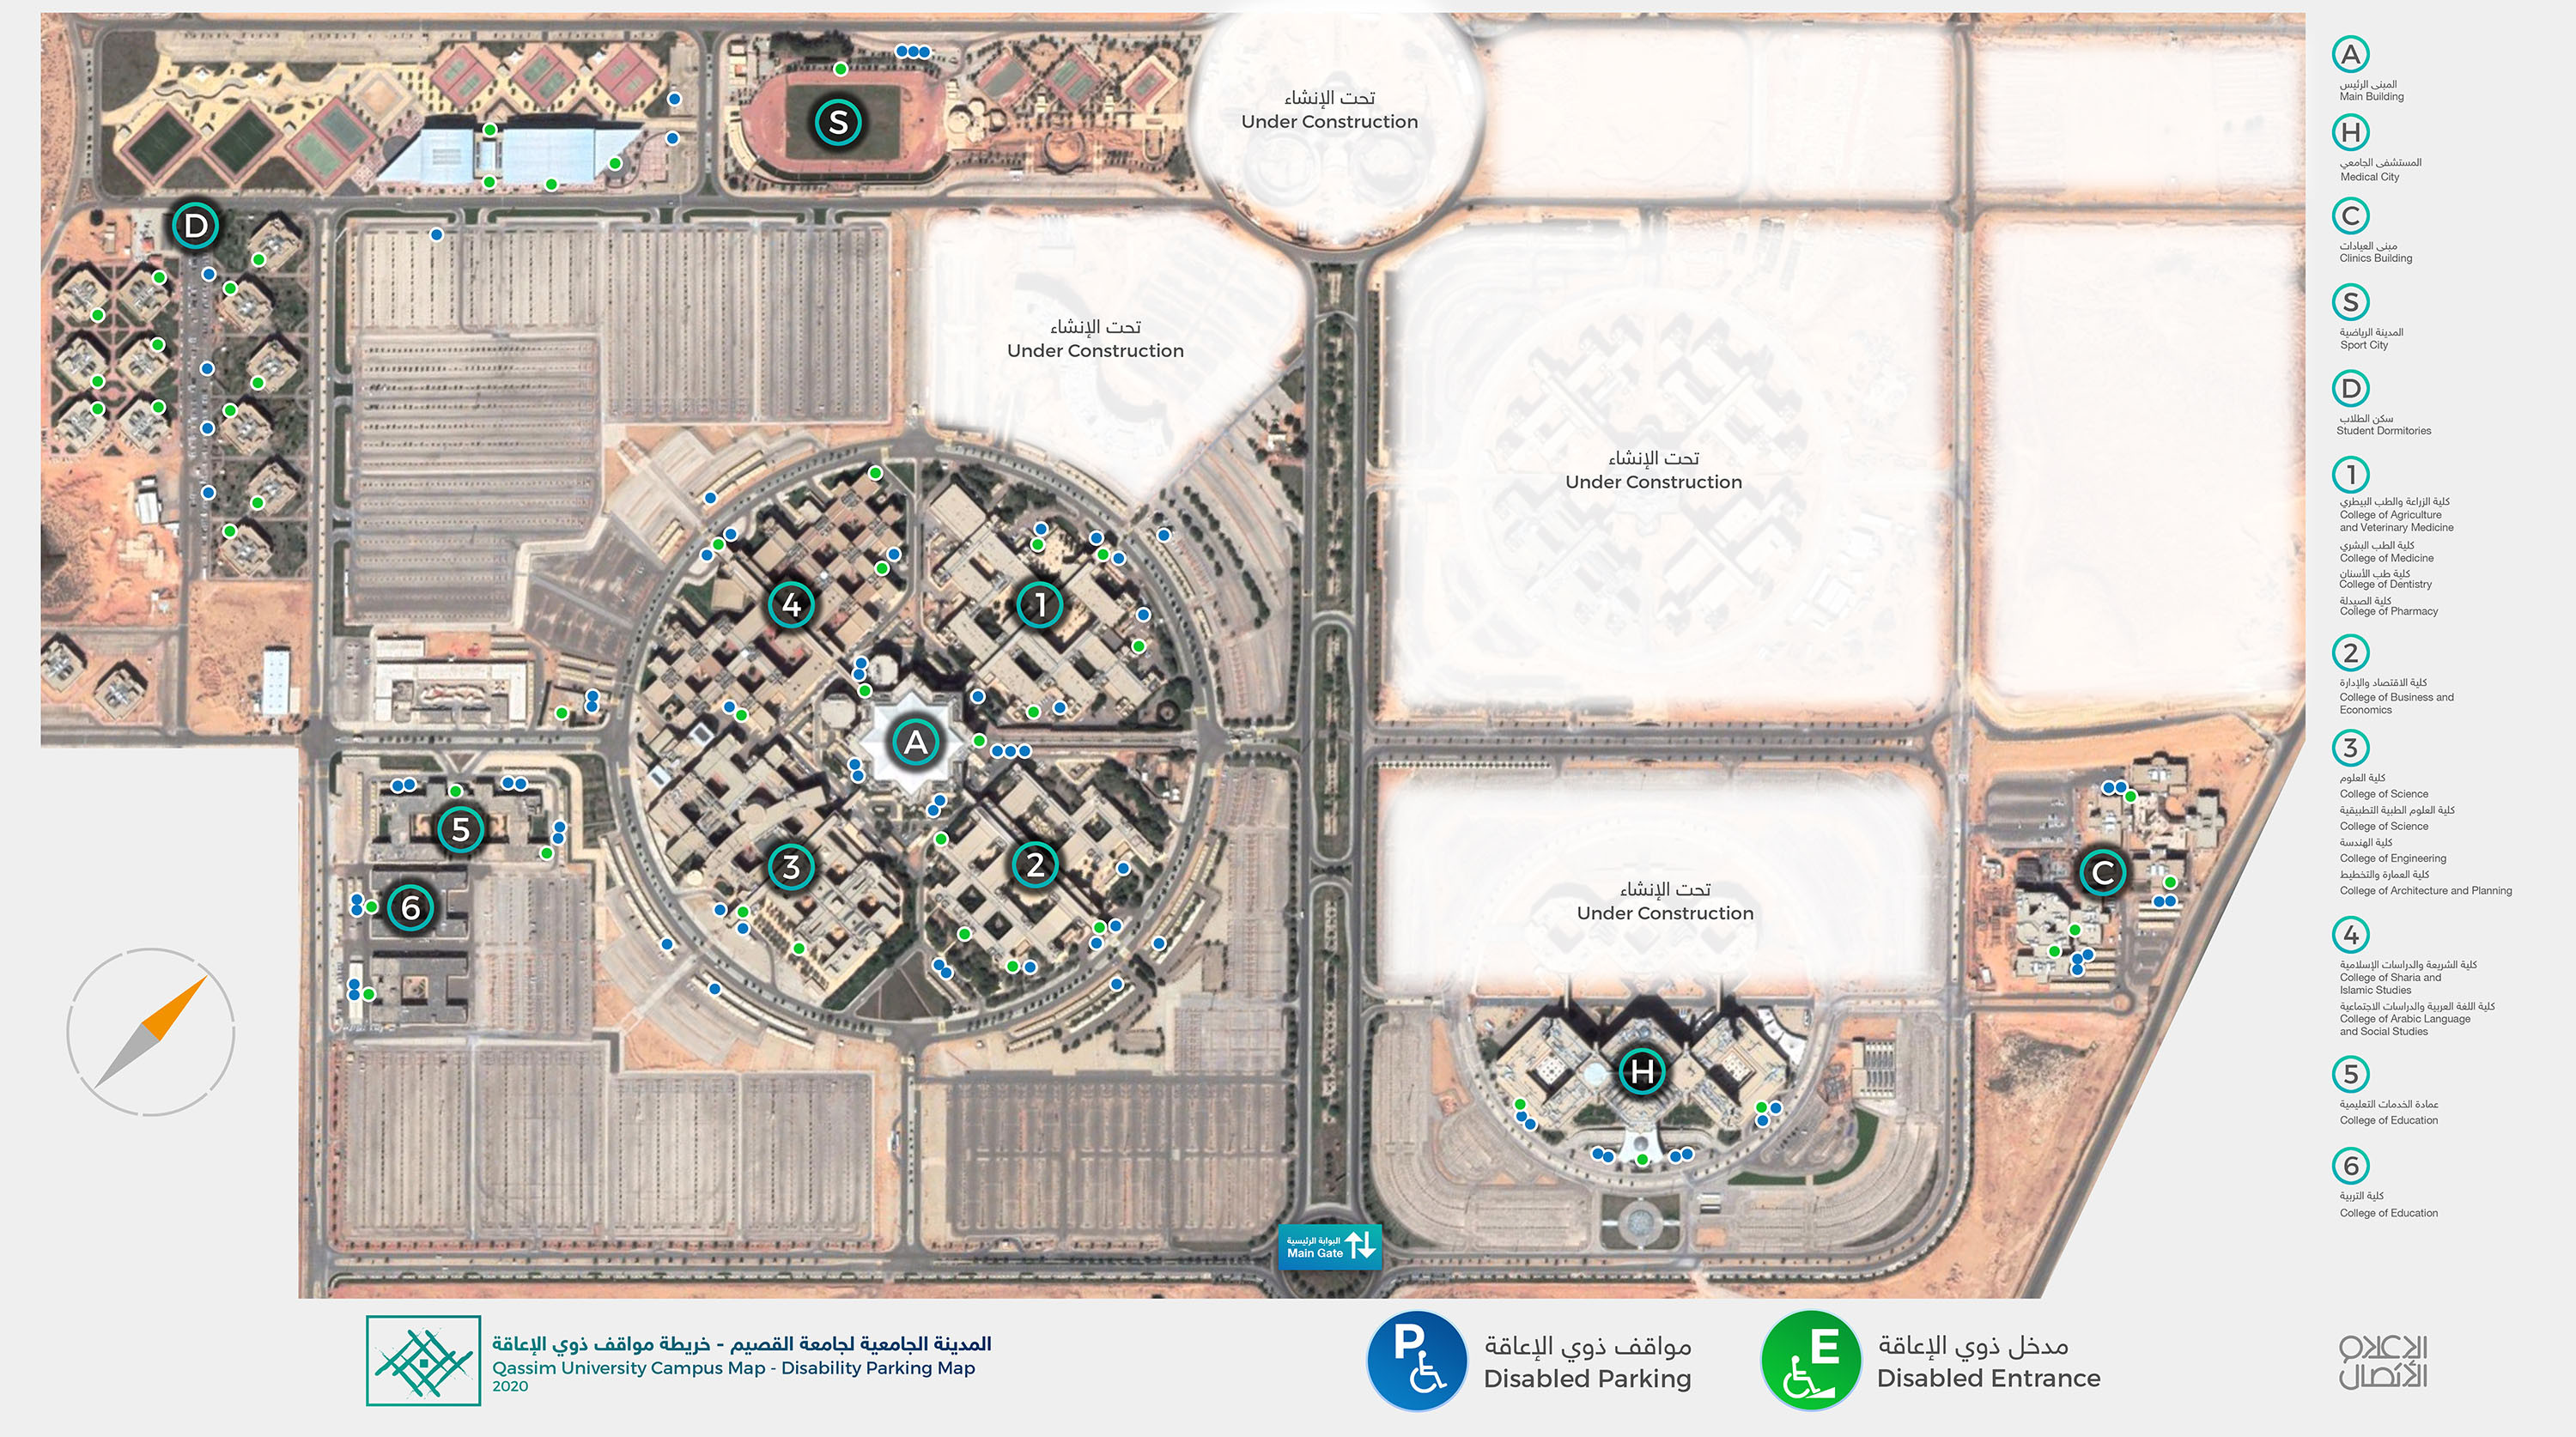 تحت الإنشاء
Under Construction
تحت الإنشاء
Under Construction
تحت الإنشاء
Under Construction
تحت الإنشاء
Under Construction
S
D
4
1
A
5
3
2
6
C
H
البوابة الرئيسية
Main Gate
A
المبنى الرئيس
Main Building
H
المستشفى الجامعي
Medical City
C
مبنى العيادات
Clinics Building
S
المدينة الرياضية
Sport City
D
سكن الطلاب
Student Dormitories
1
كلية الزراعة والطب البيطري
College of Agriculture
and Veterinary Medicine
كلية الطب البشري
College of Medicine
كلية طب الأسنان
College of Dentistry
كلية الصيدلة
College of Pharmacy
2
كلية الاقتصاد والإدارة
College of Business and
Economics
3
كلية العلوم
College of Science
كلية العلوم الطبية التطبيقية
College of Science
كلية الهندسة
College of Engineering
كلية العمارة والتخطيط
College of Architecture and Planning
4
كلية الشريعة والدراسات الإسلامية
College of Sharia and
Islamic Studies
كلية اللغة العربية والدراسات الاجتماعية
College of Arabic Language
and Social Studies
5
عمادة الخدمات التعليمية
College of Education
6
كلية التربية
College of Education
المدينة الجامعية لجامعة القصيم - خريطة مواقف ذوي الإعاقة
Qassim University Campus Map - Disability Parking Map
2020
P
مواقف ذوي الإعاقة
Disabled Parking
E
مدخل ذوي الإعاقة
Disabled Entrance
الإعلام
الاتصال